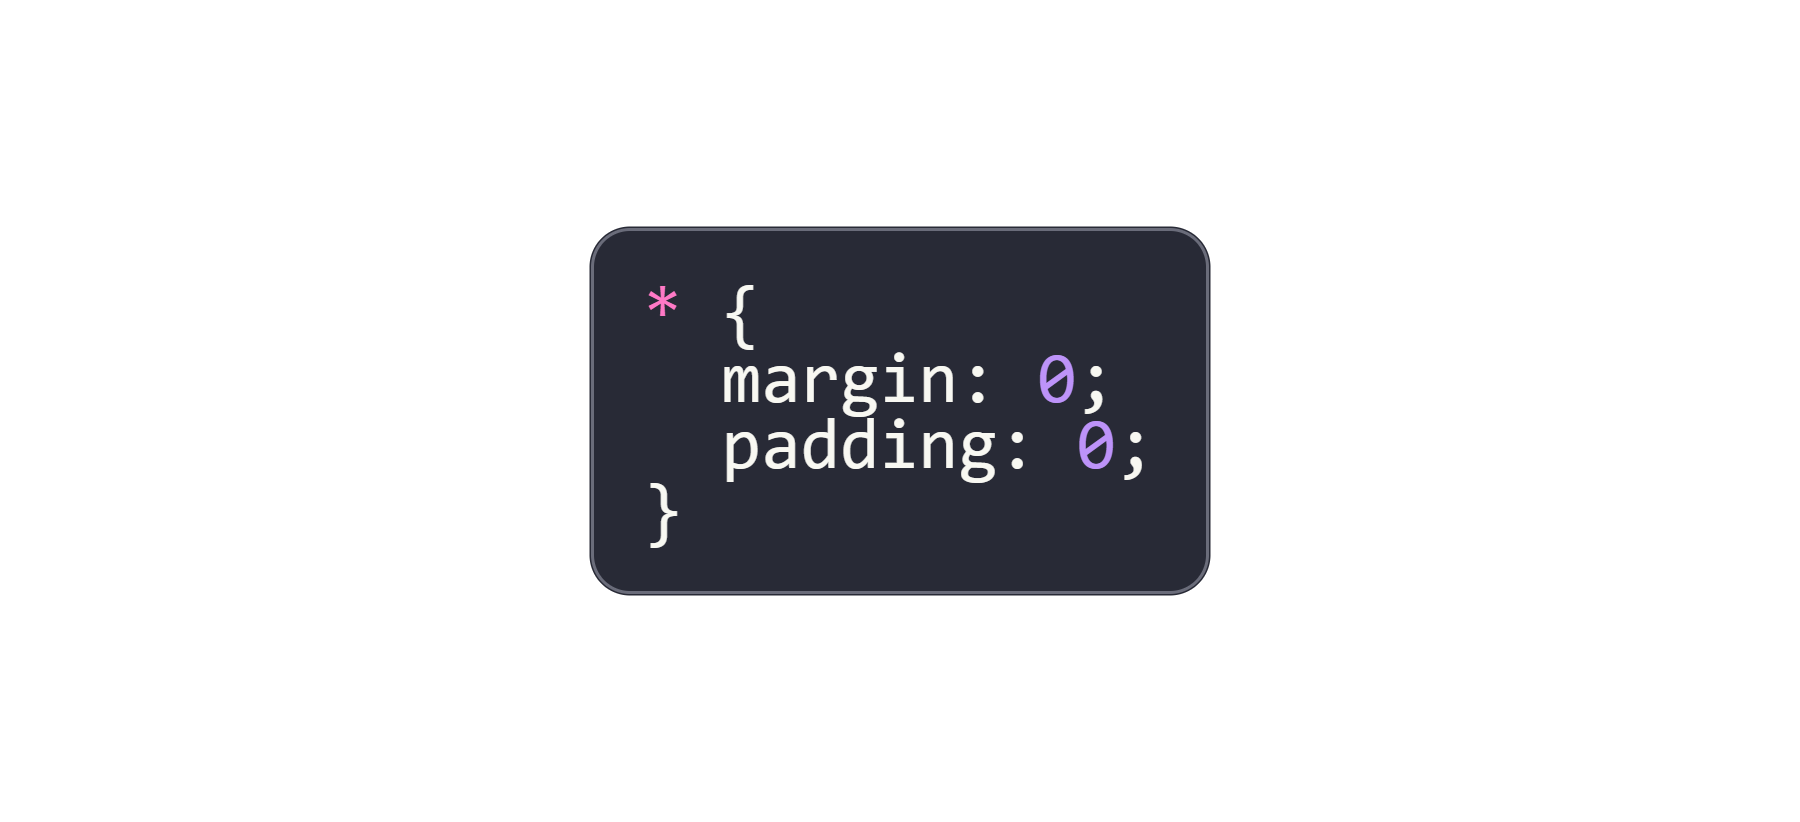 * {
  margin: 0;
  padding: 0;
}